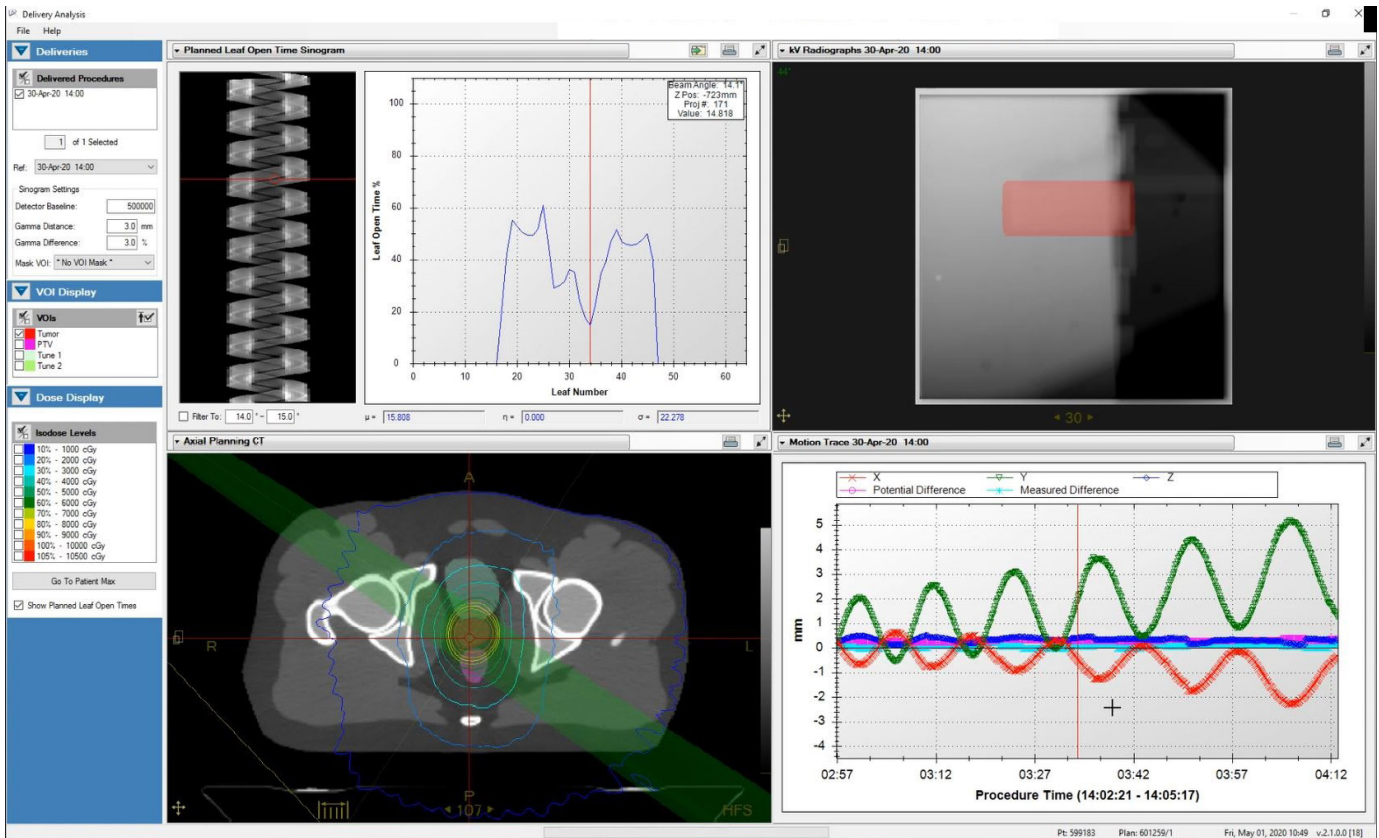 Delivery Analysis
File Help
Deliveries
Delivered Procedures
30-Apr-20 14:00
1 of 1 Selected
Ref: 30-Apr-20 14:00
Sinogram Settings
Detector Baseline: 500000
Gamma Distance: 3.0 mm
Gamma Difference: 3.0 %
Mask VOI: * No VOI Mask *
VOI Display
VOIs
Tumor
PTV
Tune 1
Tune 2
Dose Display
Isodose Levels
10% - 1000 cGy
20% - 2000 cGy
30% - 3000 cGy
40% - 4000 cGy
50% - 5000 cGy
60% - 6000 cGy
70% - 7000 cGy
80% - 8000 cGy
90% - 9000 cGy
100% - 10000 cGy
105% - 10500 cGy
Go To Patient Max
Show Planned Leaf Open Times
Planned Leaf Open Time Sinogram
Beam Angle: 14.1°
Z Pos: -723mm
Proj #: 171
Value: 14.818
100
80
60
40
20
0
Leaf Open Time %
0 10 20 30 40 50 60
Leaf Number
Filter To: 14.0 ° - 15.0 °
μ = 15.808 η = 0.000 σ = 22.278
kV Radiographs 30-Apr-20 14:00
44°
30
Axial Planning CT
A
R
L
P
107
HFS
Motion Trace 30-Apr-20 14:00
X Y Z
Potential Difference Measured Difference
5
4
3
2
1
0
-1
-2
-3
-4
mm
02:57 03:12 03:27 03:42 03:57 04:12
Procedure Time (14:02:21 - 14:05:17)
Pt: 599183 Plan: 601259/1 Fri, May 01, 2020 10:49 v.2.1.0.0 [18]